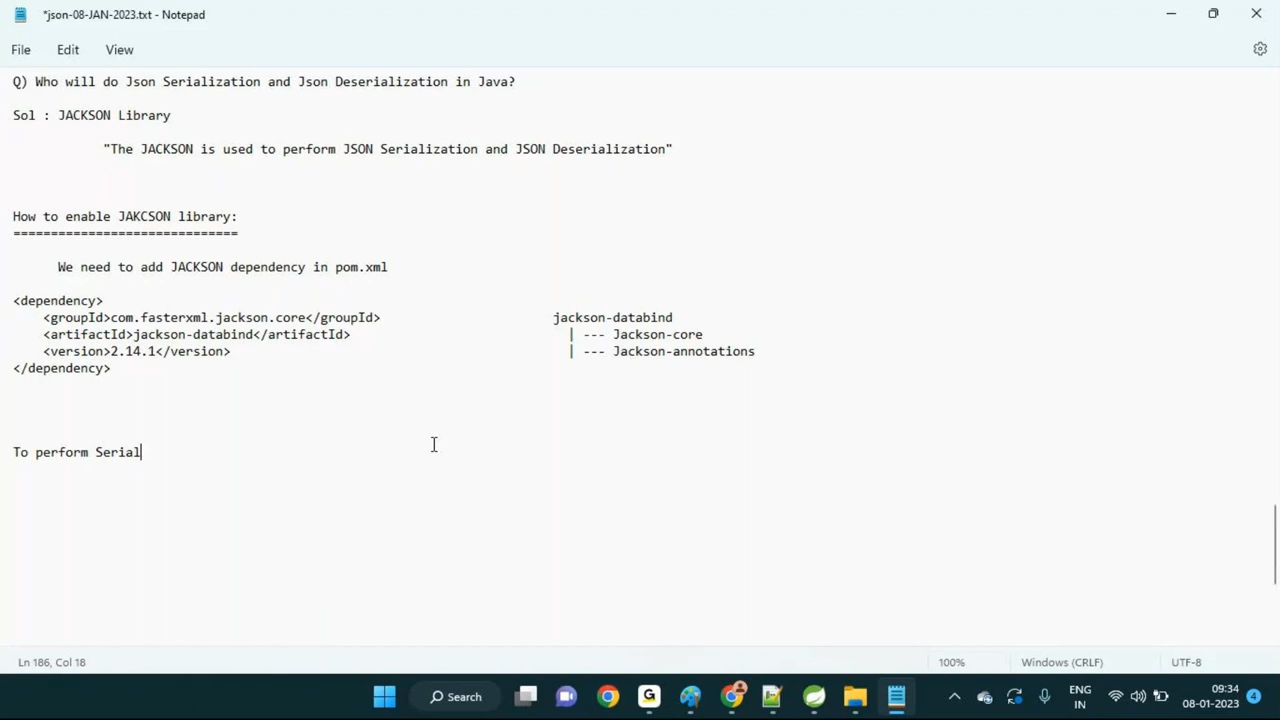 *json-08-JAN-2023.txt - Notepad
File Edit View
Q) Who will do Json Serialization and Json Deserialization in Java?
Sol : JACKSON Library
"The JACKSON is used to perform JSON Serialization and JSON Deserialization"
How to enable JAKCSON library:
==============================
We need to add JACKSON dependency in pom.xml
<dependency>
<groupId>com.fasterxml.jackson.core</groupId> jackson-databind
<artifactId>jackson-databind</artifactId> | --- Jackson-core
<version>2.14.1</version> | --- Jackson-annotations
</dependency>
To perform Serial
Ln 186, Col 18 100% Windows (CRLF) UTF-8
Search G ENG 09:34
IN 08-01-2023 4